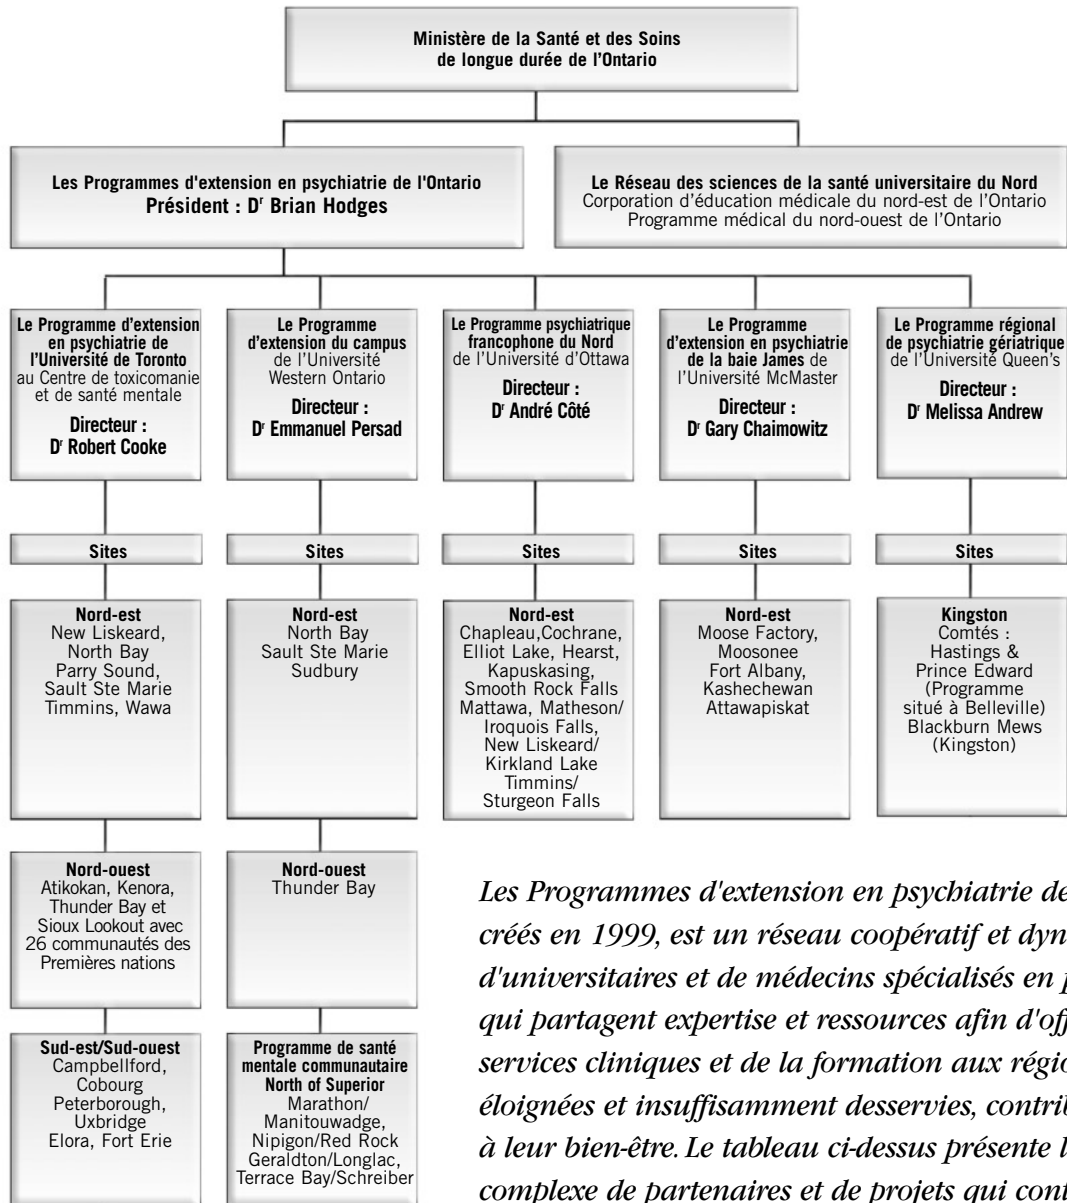 Ministère de la Santé et des Soins
de longue durée de l'Ontario
Les Programmes d'extension en psychiatrie de l'Ontario
Président : Dr Brian Hodges
Le Réseau des sciences de la santé universitaire du Nord
Corporation d'éducation médicale du nord-est de l'Ontario
Programme médical du nord-ouest de l'Ontario
Le Programme d'extension
en psychiatrie de
l'Université de Toronto
au Centre de toxicomanie
et de santé mentale
Directeur :
Dr Robert Cooke
Le Programme
d'extension du campus
de l'Université
Western Ontario
Directeur :
Dr Emmanuel Persad
Le Programme psychiatrique
francophone du Nord
de l'Université d'Ottawa
Directeur :
Dr André Côté
Le Programme
d'extension en psychiatrie
de la baie James de
l'Université McMaster
Directeur :
Dr Gary Chaimowitz
Le Programme régional
de psychiatrie gériatrique
de l'Université Queen's
Directeur :
Dr Melissa Andrew
Sites
Sites
Sites
Sites
Sites
Nord-est
New Liskeard,
North Bay
Parry Sound,
Sault Ste Marie
Timmins, Wawa
Nord-est
North Bay
Sault Ste Marie
Sudbury
Nord-est
Chapleau,Cochrane,
Elliot Lake, Hearst,
Kapuskasing,
Smooth Rock Falls
Mattawa, Matheson/
Iroquois Falls,
New Liskeard/
Kirkland Lake
Timmins/
Sturgeon Falls
Nord-est
Moose Factory,
Moosonee
Fort Albany,
Kashechewan
Attawapiskat
Kingston
Comtés :
Hastings &
Prince Edward
(Programme
situé à Belleville)
Blackburn Mews
(Kingston)
Nord-ouest
Atikokan, Kenora,
Thunder Bay et
Sioux Lookout avec
26 communautés des
Premières nations
Nord-ouest
Thunder Bay
Sud-est/Sud-ouest
Campbellford,
Cobourg
Peterborough,
Uxbridge
Elora, Fort Erie
Programme de santé
mentale communautaire
North of Superior
Marathon/
Manitouwadge,
Nipigon/Red Rock
Geraldton/Longlac,
Terrace Bay/Schreiber
Les Programmes d'extension en psychiatrie de
créés en 1999, est un réseau coopératif et dyn
d'universitaires et de médecins spécialisés en p
qui partagent expertise et ressources afin d'off
services cliniques et de la formation aux régio
éloignées et insuffisamment desservies, contrib
à leur bien-être. Le tableau ci-dessus présente l
complexe de partenaires et de projets qui cont